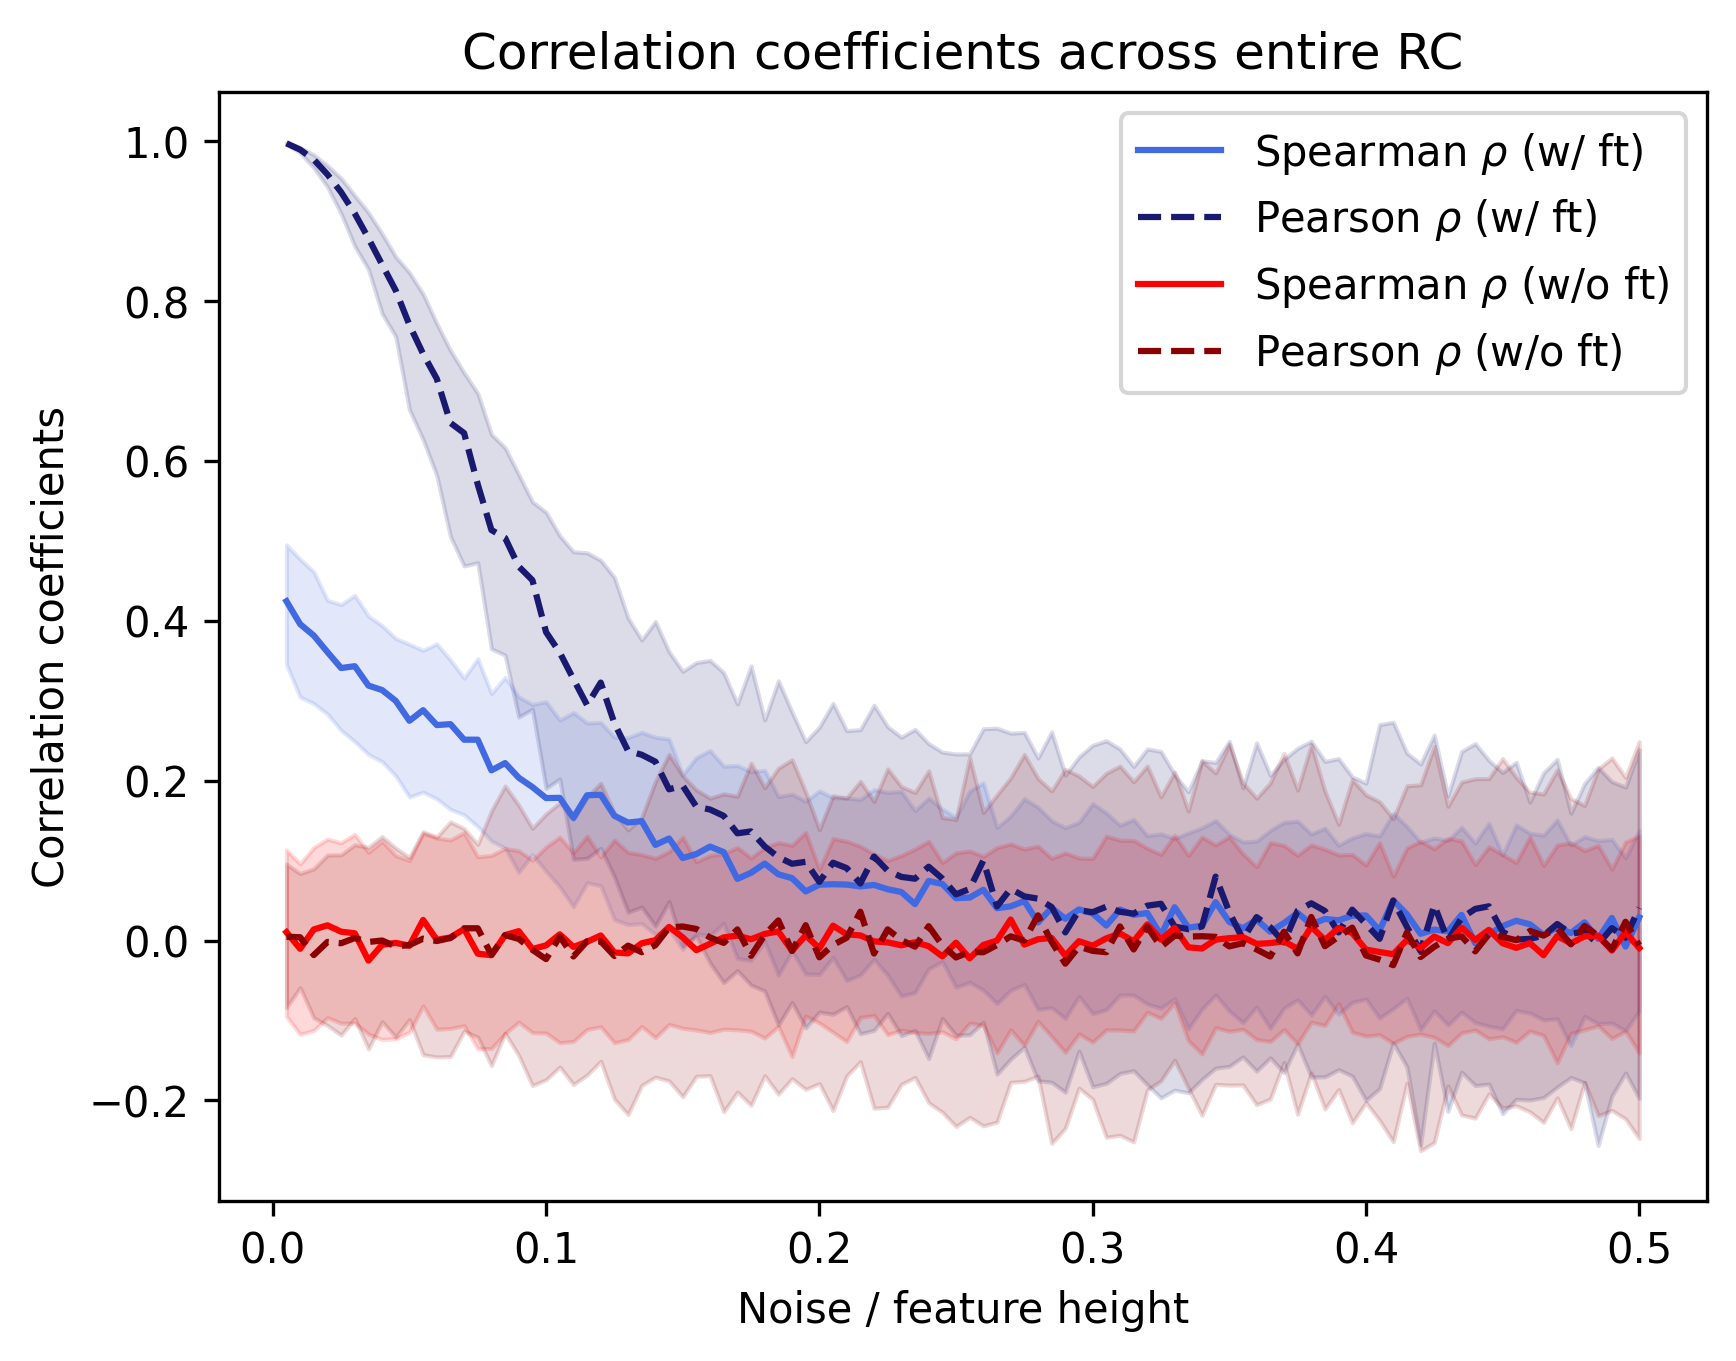 Correlation coefficients across entire RC
Spearman ρ (w/ ft)
Pearson ρ (w/ ft)
Spearman ρ (w/o ft)
Pearson ρ (w/o ft)
Correlation coefficients
1.0
0.8
0.6
0.4
0.2
0.0
−0.2
0.0 0.1 0.2 0.3 0.4 0.5
Noise / feature height